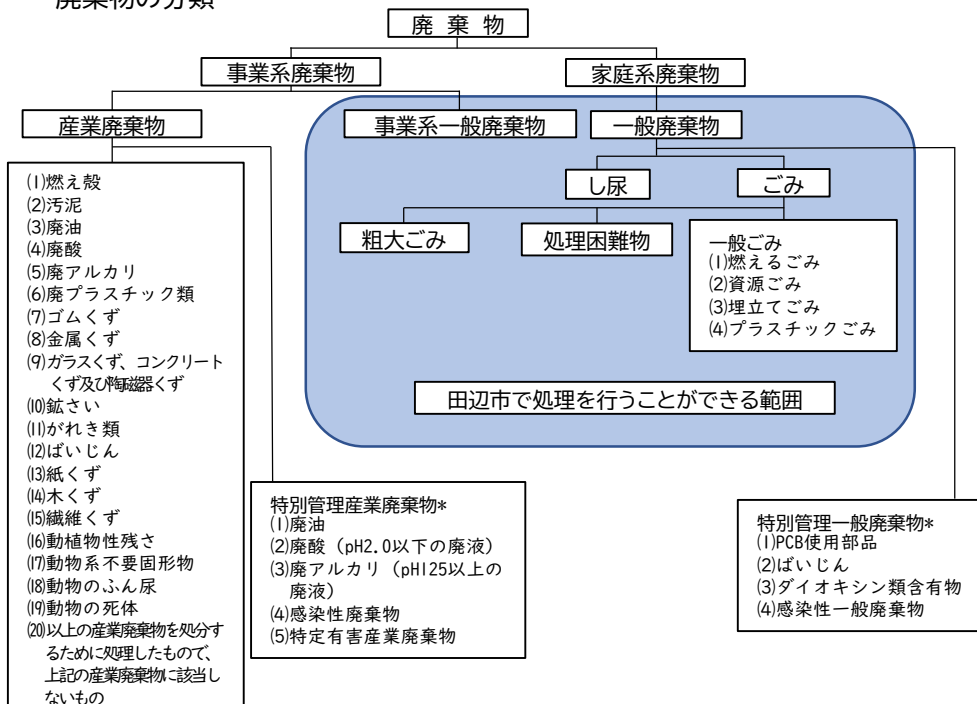 廃棄物の分類
廃 棄 物
事業系廃棄物
家庭系廃棄物
産業廃棄物
事業系一般廃棄物
一般廃棄物
し尿
ごみ
粗大ごみ
処理困難物
一般ごみ
(1)燃えるごみ
(2)資源ごみ
(3)埋立てごみ
(4)プラスチックごみ
田辺市で処理を行うことができる範囲
(1)燃え殻
(2)汚泥
(3)廃油
(4)廃酸
(5)廃アルカリ
(6)廃プラスチック類
(7)ゴムくず
(8)金属くず
(9)ガラスくず、コンクリート
くず及び陶磁器くず
(10)鉱さい
(11)がれき類
(12)ばいじん
(13)紙くず
(14)木くず
(15)繊維くず
(16)動植物性残さ
(17)動物系不要固形物
(18)動物のふん尿
(19)動物の死体
(20)以上の産業廃棄物を処分す
るために処理したもので、
上記の産業廃棄物に該当し
ないもの
特別管理産業廃棄物*
(1)廃油
(2)廃酸（pH2.0以下の廃液）
(3)廃アルカリ（pH125以上の
廃液）
(4)感染性廃棄物
(5)特定有害産業廃棄物
特別管理一般廃棄物*
(1)PCB使用部品
(2)ばいじん
(3)ダイオキシン類含有物
(4)感染性一般廃棄物